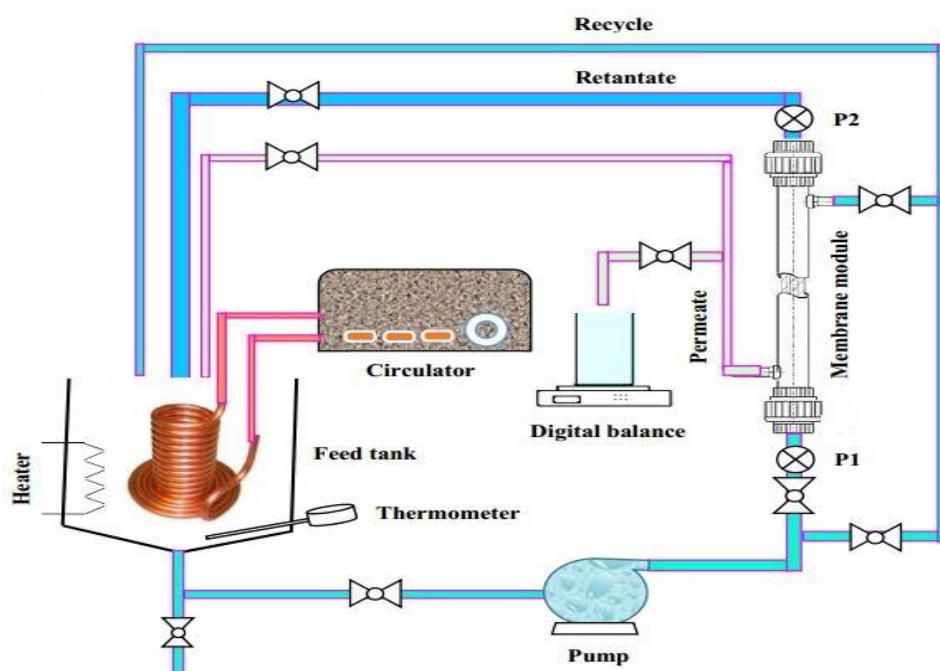 Recycle
Retantate
P2
Membrane module
Permeate
Circulator
Digital balance
Feed tank
P1
Heater
Thermometer
Pump